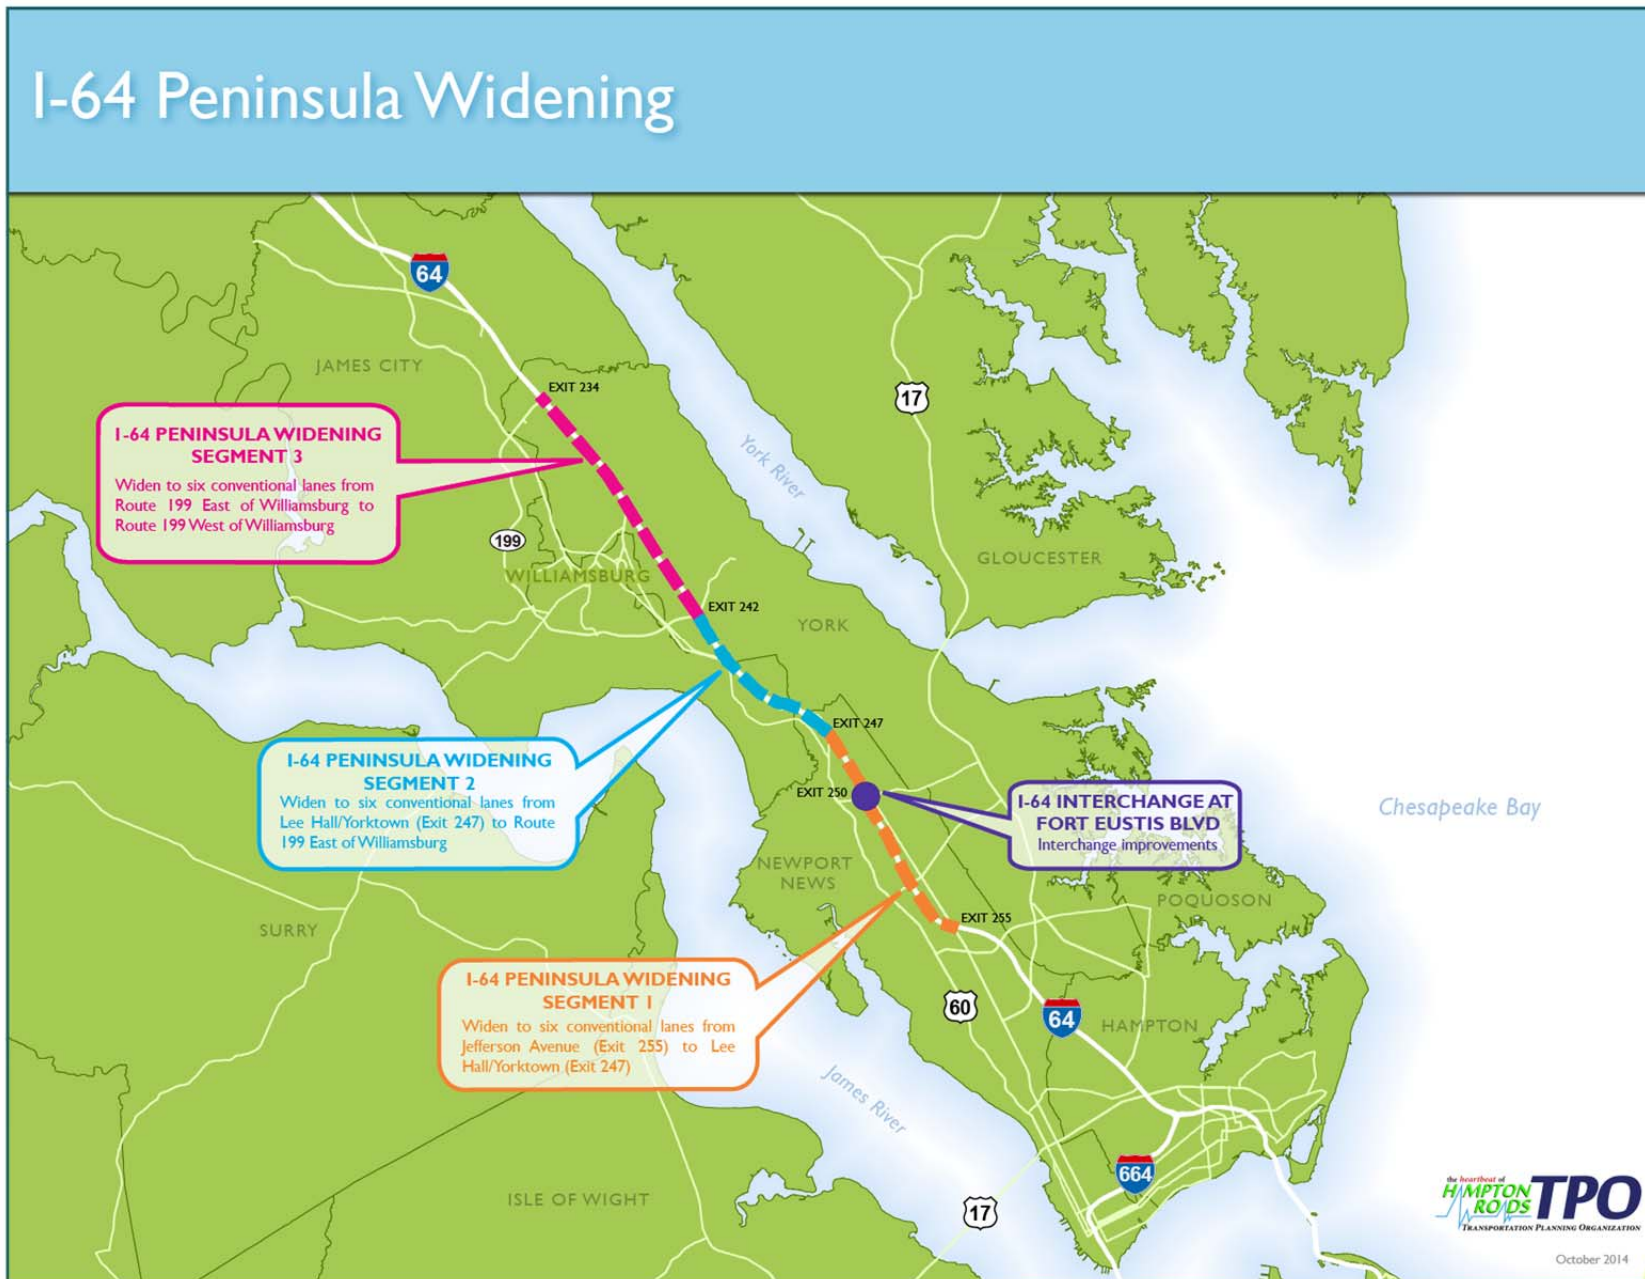 I-64 Peninsula Widening
64
JAMES CITY
EXIT 234
17
I-64 PENINSULA WIDENING
SEGMENT 3
Widen to six conventional lanes from
Route 199 East of Williamsburg to
Route 199 West of Williamsburg
York River
199
WILLIAMSBURG
GLOUCESTER
EXIT 242
YORK
EXIT 247
I-64 PENINSULA WIDENING
SEGMENT 2
Widen to six conventional lanes from
Lee Hall/Yorktown (Exit 247) to Route
199 East of Williamsburg
EXIT 250
I-64 INTERCHANGE AT
FORT EUSTIS BLVD
Interchange improvements
Chesapeake Bay
NEWPORT
NEWS
POQUOSON
EXIT 255
SURRY
I-64 PENINSULA WIDENING
SEGMENT 1
Widen to six conventional lanes from
Jefferson Avenue (Exit 255) to Lee
Hall/Yorktown (Exit 247)
60
64
HAMPTON
James River
664
ISLE OF WIGHT
17
the heartbeat of
HAMPTON
ROADS
TPO
TRANSPORTATION PLANNING ORGANIZATION
October 2014